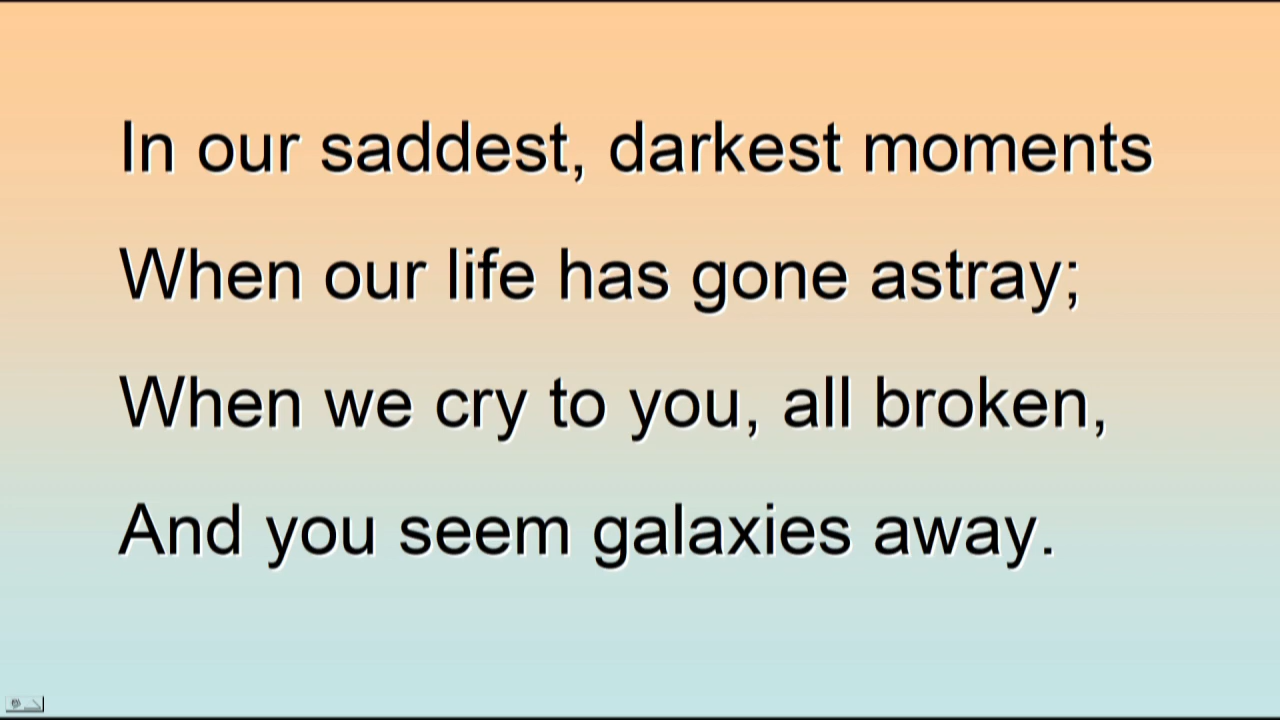 In our saddest, darkest moments
When our life has gone astray;
When we cry to you, all broken,
And you seem galaxies away.